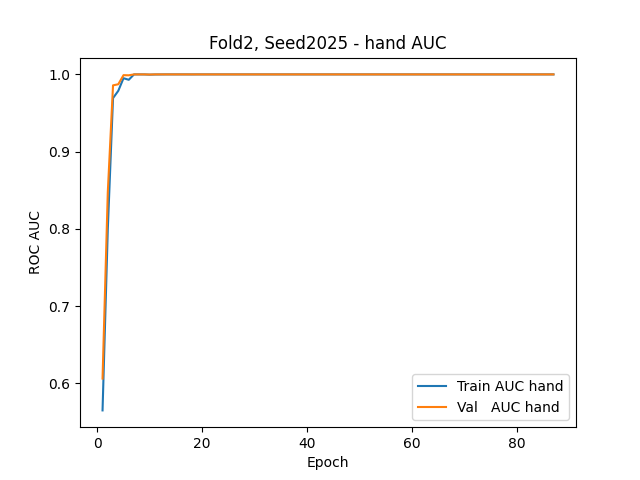 Fold2, Seed2025 - hand AUC
ROC AUC
1.0
0.9
0.8
0.7
0.6
0 20 40 60 80
Epoch
Train AUC hand
Val   AUC hand